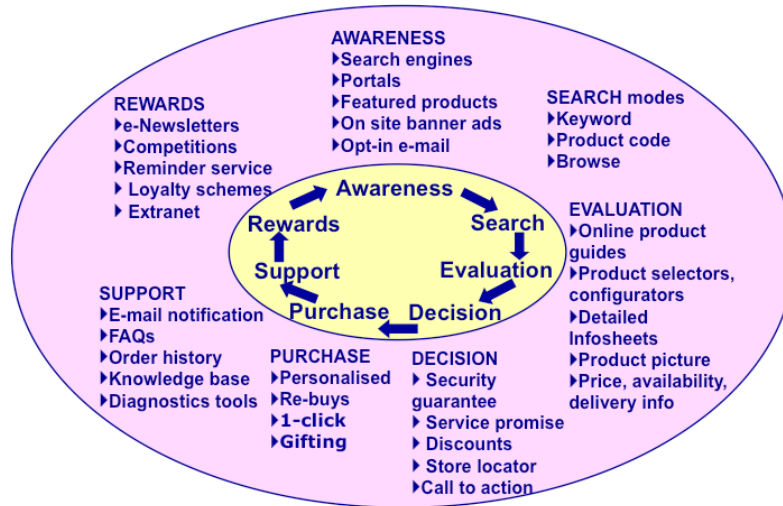 AWARENESS
‣Search engines
‣Portals
‣Featured products
‣On site banner ads
‣Opt-in e-mail
SEARCH modes
‣Keyword
‣Product code
‣Browse
EVALUATION
‣Online product
guides
‣Product selectors,
configurators
‣Detailed
Infosheets
‣Product picture
‣Price, availability,
delivery info
DECISION
‣ Security
guarantee
‣ Service promise
‣ Discounts
‣ Store locator
‣Call to action
PURCHASE
‣Personalised
‣Re-buys
‣1-click
‣Gifting
SUPPORT
‣E-mail notification
‣FAQs
‣Order history
‣Knowledge base
‣Diagnostics tools
REWARDS
‣e-Newsletters
‣Competitions
‣Reminder service
‣ Loyalty schemes
‣ Extranet
Awareness
Search
Evaluation
Decision
Purchase
Support
Rewards